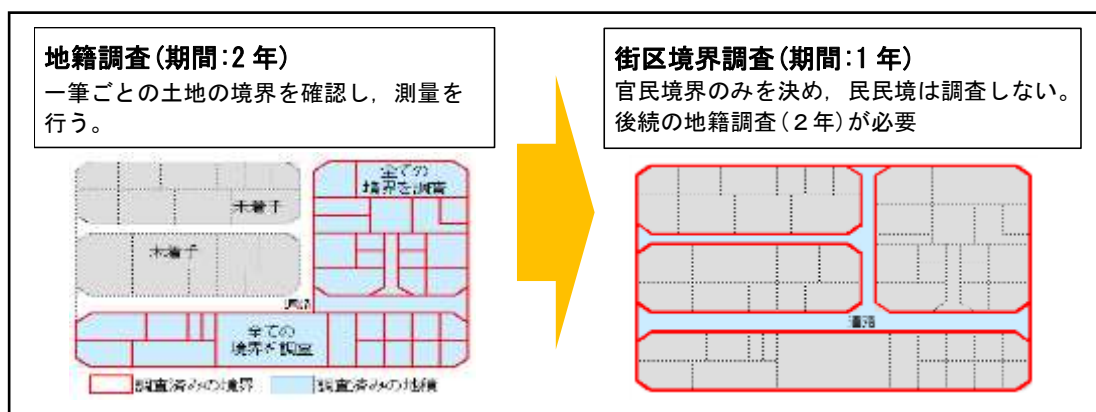 地籍調査(期間:2年)
一筆ごとの土地の境界を確認し，測量を
行う。
全ての
境界を調査
未着手
未着手
道路
全ての
境界を調査
調査済みの境界
調査済みの地積
街区境界調査(期間:1年)
官民境界のみを決め，民民境は調査しない。
後続の地籍調査(2年)が必要
道路